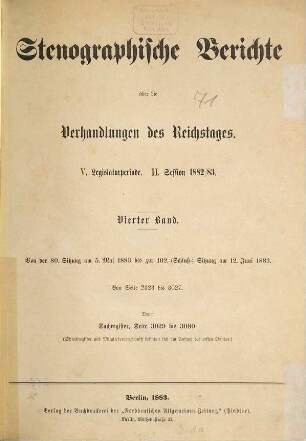 Stenographische Berichte
71
über die
Verhandlungen des Reichstages.
V. Legislaturperiode. II. Session 1882/83.
Vierter Band.
Von der 80. Sitzung am 5. Mai 1883 bis zur 102. (Schluß-) Sitzung am 12. Juni 1883.
Von Seite 2323 bis 3027.
Sachregister, Seite 3029 bis 3080
Berlin, 1883.
Verlag der Buchdruckerei der „Norddeutschen Allgemeinen Zeitung“ (Pindter).